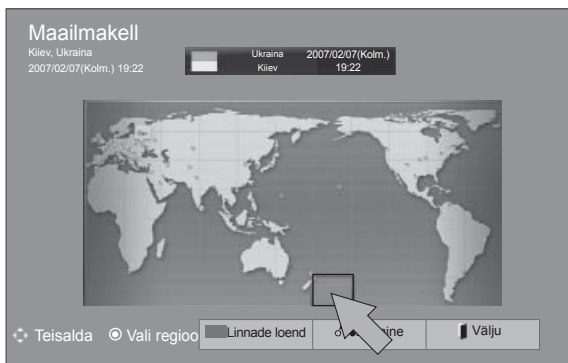 Maailmakell
Kiiev, Ukraina
2007/02/07(Kolm.) 19:22
Ukraina 2007/02/07(Kolm.)
Kiiev 19:22
Teisalda Vali regioo Linnade loend Välju